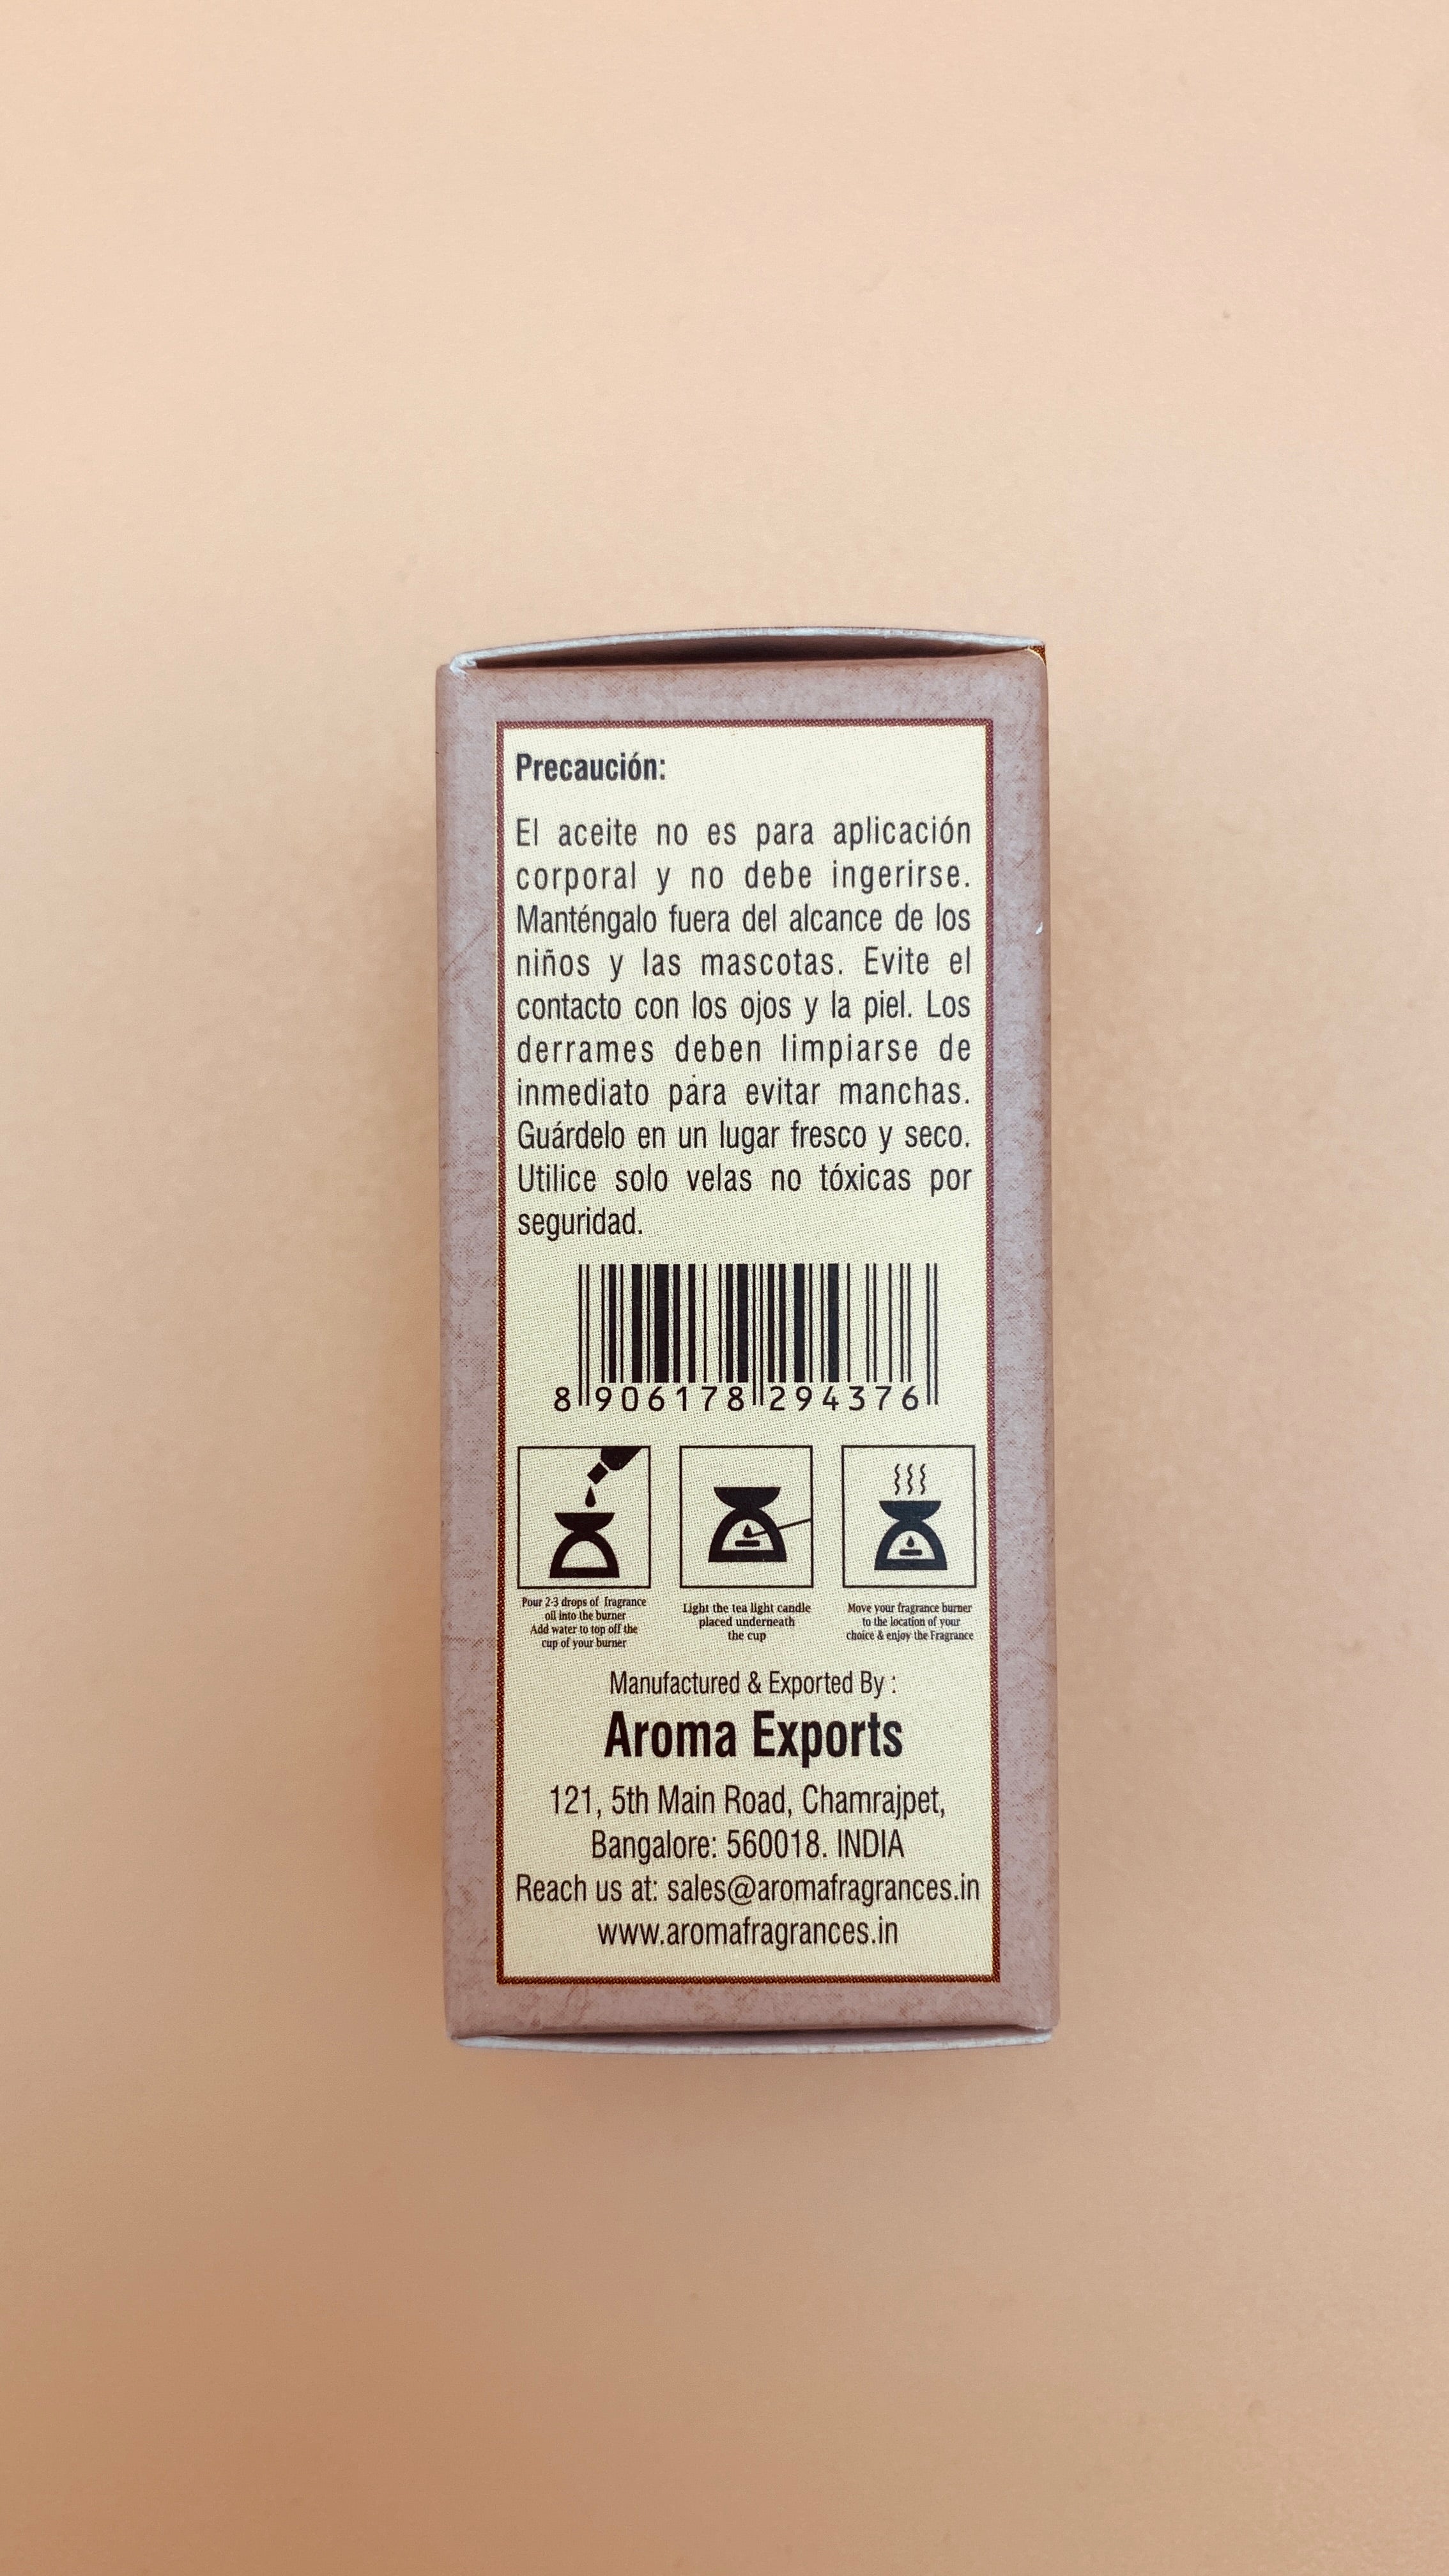 Precaución:
El aceite no es para aplicación
corporal y no debe ingerirse.
Manténgalo fuera del alcance de los
niños y las mascotas. Evite el
contacto con los ojos y la piel. Los
derrames deben limpiarse de
inmediato para evitar manchas.
Guárdelo en un lugar fresco y seco.
Utilice solo velas no tóxicas por
seguridad.
8 906178 294376
Pour 2-3 drops of fragrance
oil into the burner
Add water to top off the
cup of your burner
Light the tea light candle
placed underneath
the cup
Move your fragrance burner
to the location of your
choice & enjoy the Fragrance
Manufactured & Exported By :
Aroma Exports
121, 5th Main Road, Chamrajpet,
Bangalore: 560018. INDIA
Reach us at: sales@aromafragrances.in
www.aromafragrances.in